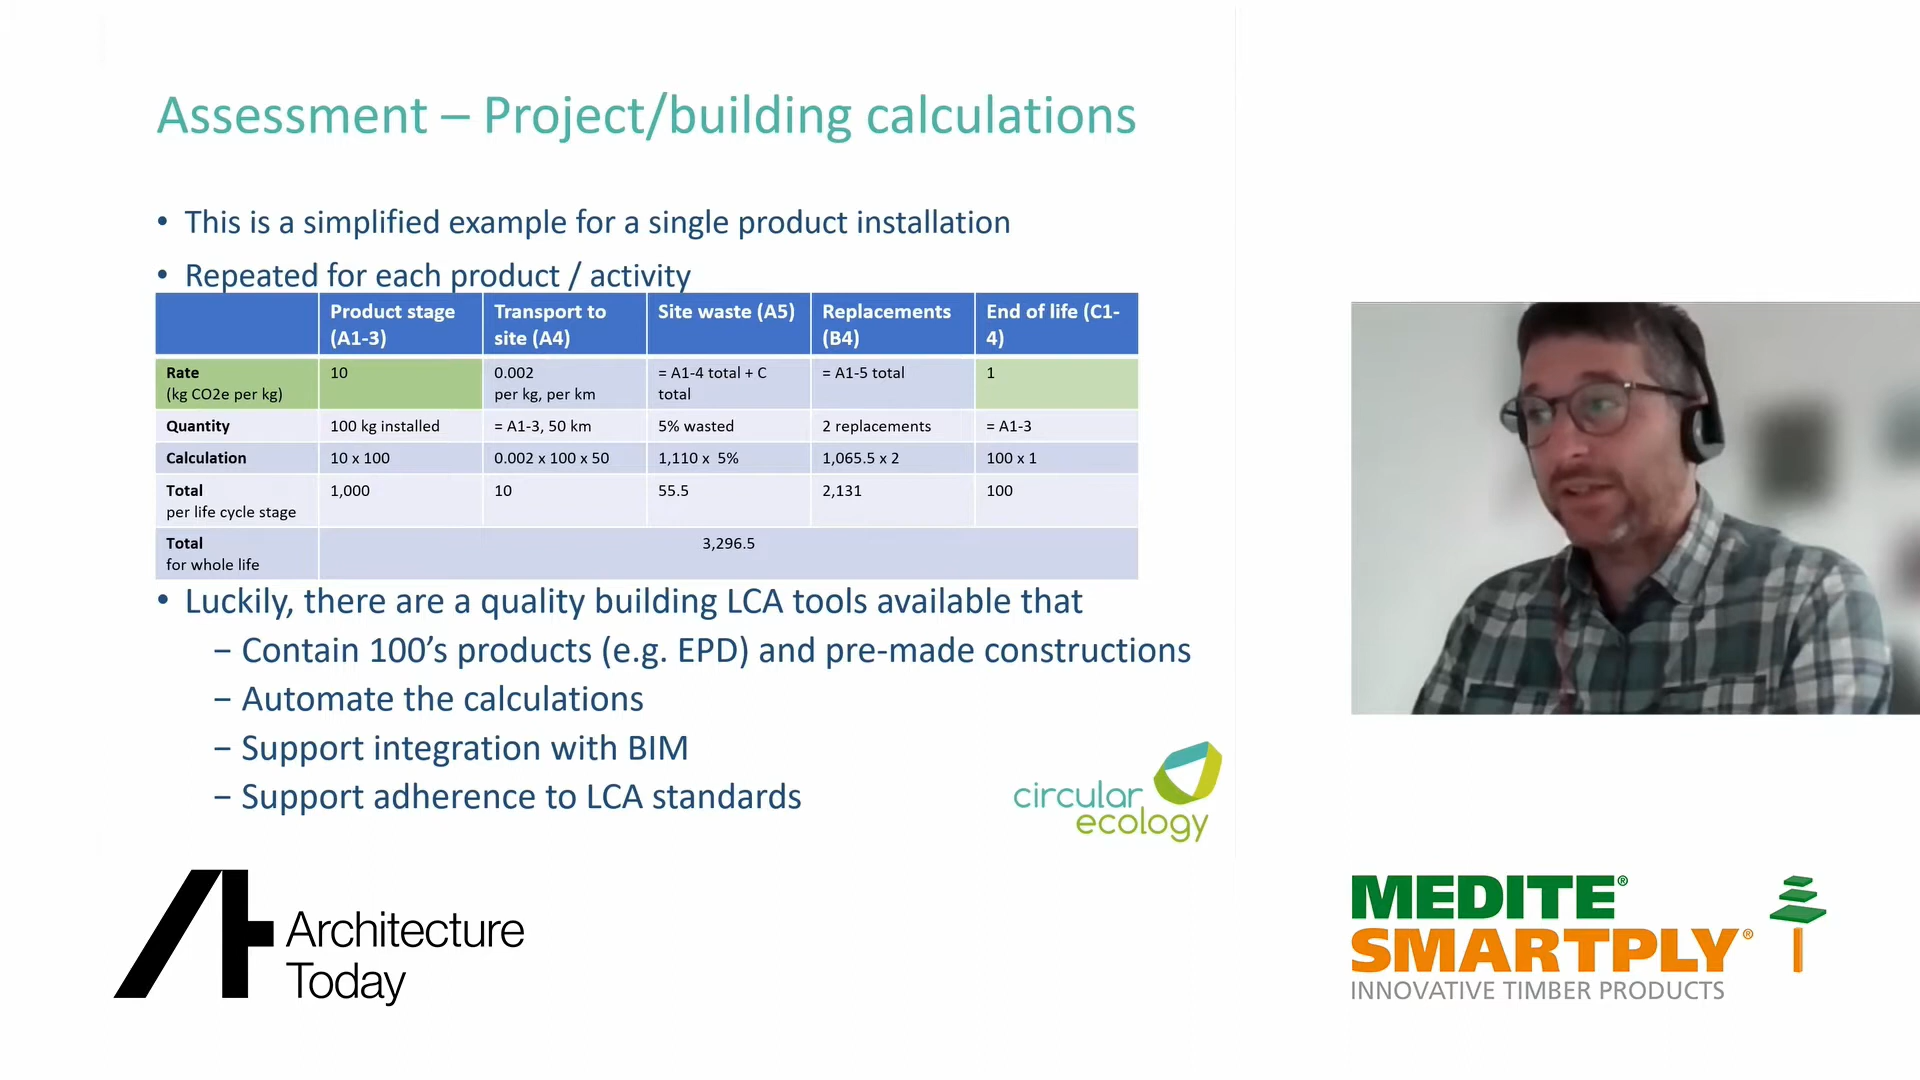 Assessment – Project/building calculations
• This is a simplified example for a single product installation
• Repeated for each product / activity
Product stage (A1-3) Transport to site (A4) Site waste (A5) Replacements (B4) End of life (C1-4)
Rate (kg CO2e per kg) 10 0.002 per kg, per km = A1-4 total + C total = A1-5 total 1
Quantity 100 kg installed = A1-3, 50 km 5% wasted 2 replacements = A1-3
Calculation 10 x 100 0.002 x 100 x 50 1,110 x 5% 1,065.5 x 2 100 x 1
Total per life cycle stage 1,000 10 55.5 2,131 100
Total for whole life 3,296.5
• Luckily, there are a quality building LCA tools available that
– Contain 100’s products (e.g. EPD) and pre-made constructions
– Automate the calculations
– Support integration with BIM
– Support adherence to LCA standards
circular
ecology
Architecture
Today
MEDITE®
SMARTPLY®
INNOVATIVE TIMBER PRODUCTS